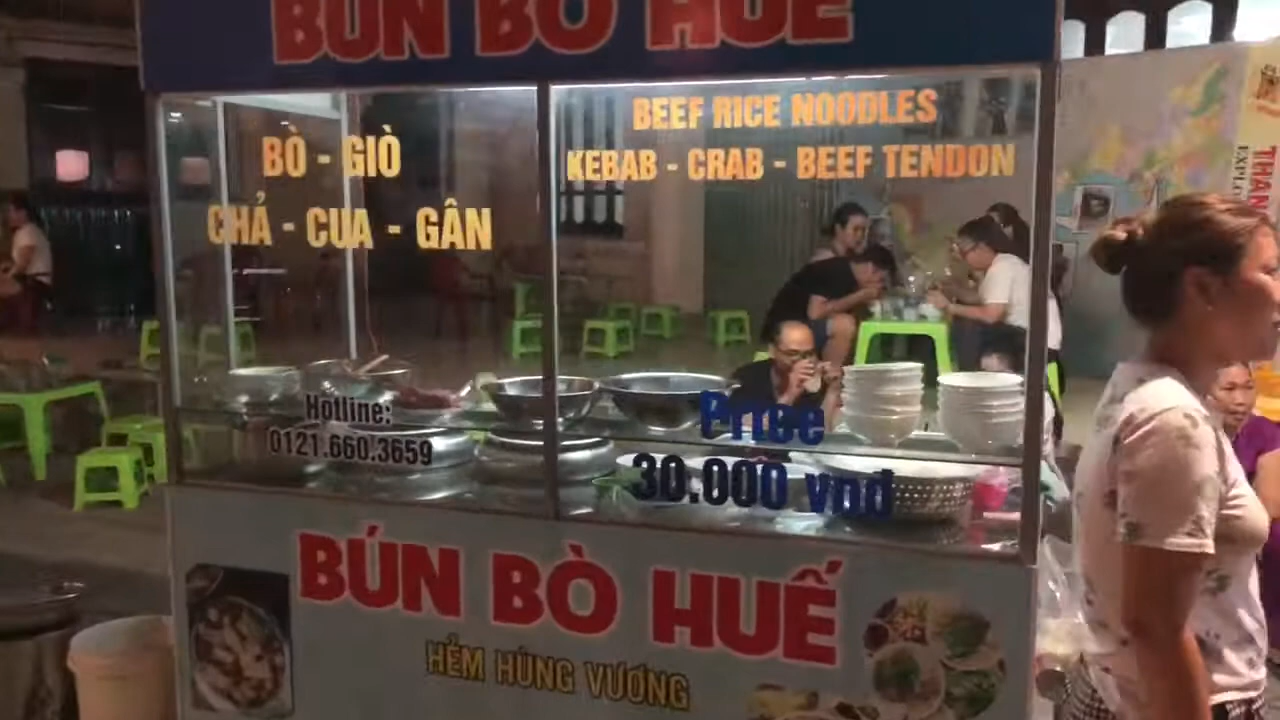 BÚN BÒ HUẾ
BEEF RICE NOODLES
BÒ - GIÒ
KEBAB - CRAB - BEEF TENDON
CHẢ - CUA - GÂN
Hotline:
0121.660.3659
Price
30.000 vnđ
BÚN BÒ HUẾ
HẺM HÙNG VƯƠNG